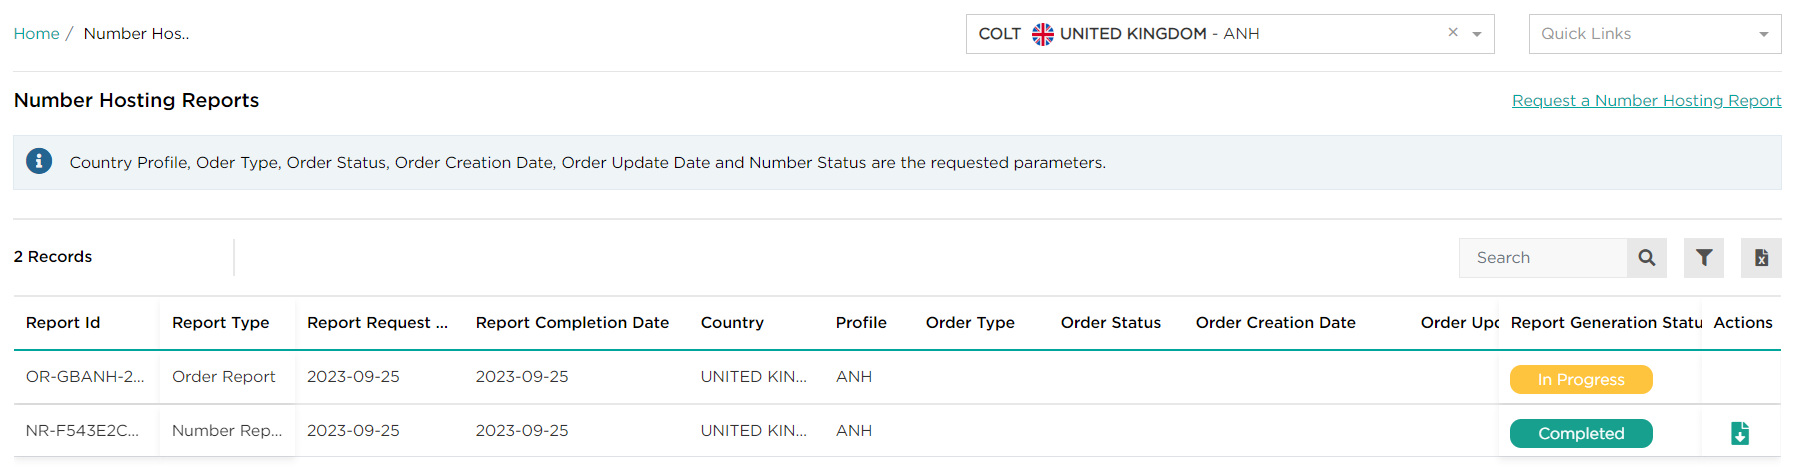 Home / Number Hos..
COLT UNITED KINGDOM - ANH
Quick Links
Number Hosting Reports
Request a Number Hosting Report
Country Profile, Oder Type, Order Status, Order Creation Date, Order Update Date and Number Status are the requested parameters.
2 Records
Search
Report Id Report Type Report Request ... Report Completion Date Country Profile Order Type Order Status Order Creation Date Order Upd Report Generation Statu Actions
OR-GBANH-2... Order Report 2023-09-25 2023-09-25 UNITED KIN... ANH In Progress
NR-F543E2C... Number Rep... 2023-09-25 2023-09-25 UNITED KIN... ANH Completed